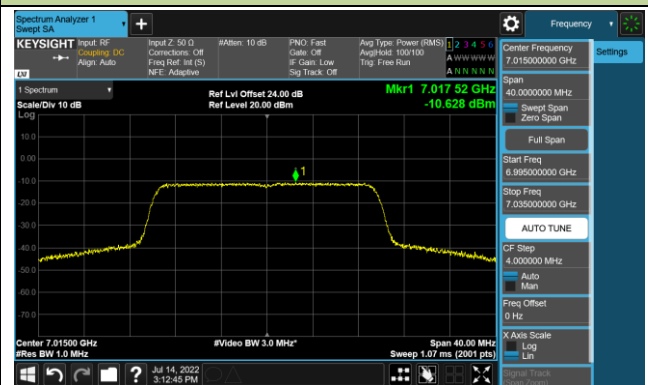 Spectrum Analyzer 1
Swept SA
+
Frequency
KEYSIGHT
Input: RF
Coupling: DC
Align: Auto
Input Z: 50 Ω
Corrections: Off
Freq Ref: Int (S)
NFE: Adaptive
#Atten: 10 dB
PNO: Fast
Gate: Off
IF Gain: Low
Sig Track: Off
Avg Type: Power (RMS)
Avg|Hold: 100/100
Trig: Free Run
1 2 3 4 5 6
A W W W W W
A N N N N N
LXI
1 Spectrum
Scale/Div 10 dB
Log
Ref Lvl Offset 24.00 dB
Ref Level 20.00 dBm
Mkr1 7.017 52 GHz
-10.628 dBm
10.0
0.00
-10.0
-20.0
-30.0
-40.0
-50.0
-60.0
-70.0
1
Center 7.01500 GHz
#Res BW 1.0 MHz
#Video BW 3.0 MHz*
Span 40.00 MHz
Sweep 1.07 ms (2001 pts)
Jul 14, 2022
3:12:45 PM
?
Center Frequency
7.015000000 GHz
Settings
Span
40.0000000 MHz
Swept Span
Zero Span
Full Span
Start Freq
6.995000000 GHz
Stop Freq
7.035000000 GHz
AUTO TUNE
CF Step
4.000000 MHz
Auto
Man
Freq Offset
0 Hz
X Axis Scale
Log
Lin
Signal Track
(Span Zoom)